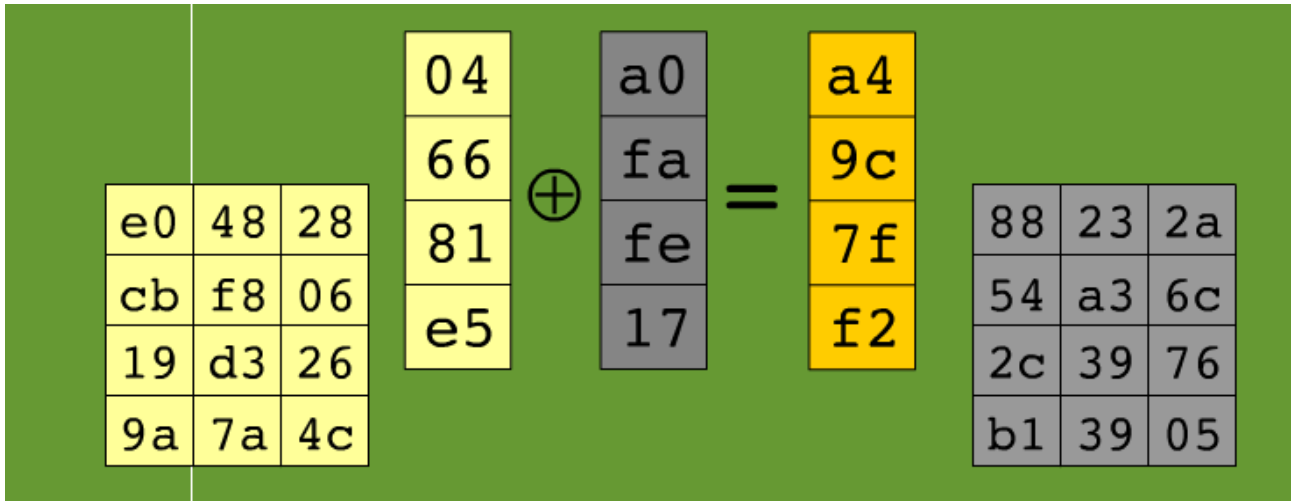 04 ⊕ a0 = a4
66 fa 9c
81 fe 7f
e5 17 f2
e0 48 28
cb f8 06
19 d3 26
9a 7a 4c
88 23 2a
54 a3 6c
2c 39 76
b1 39 05